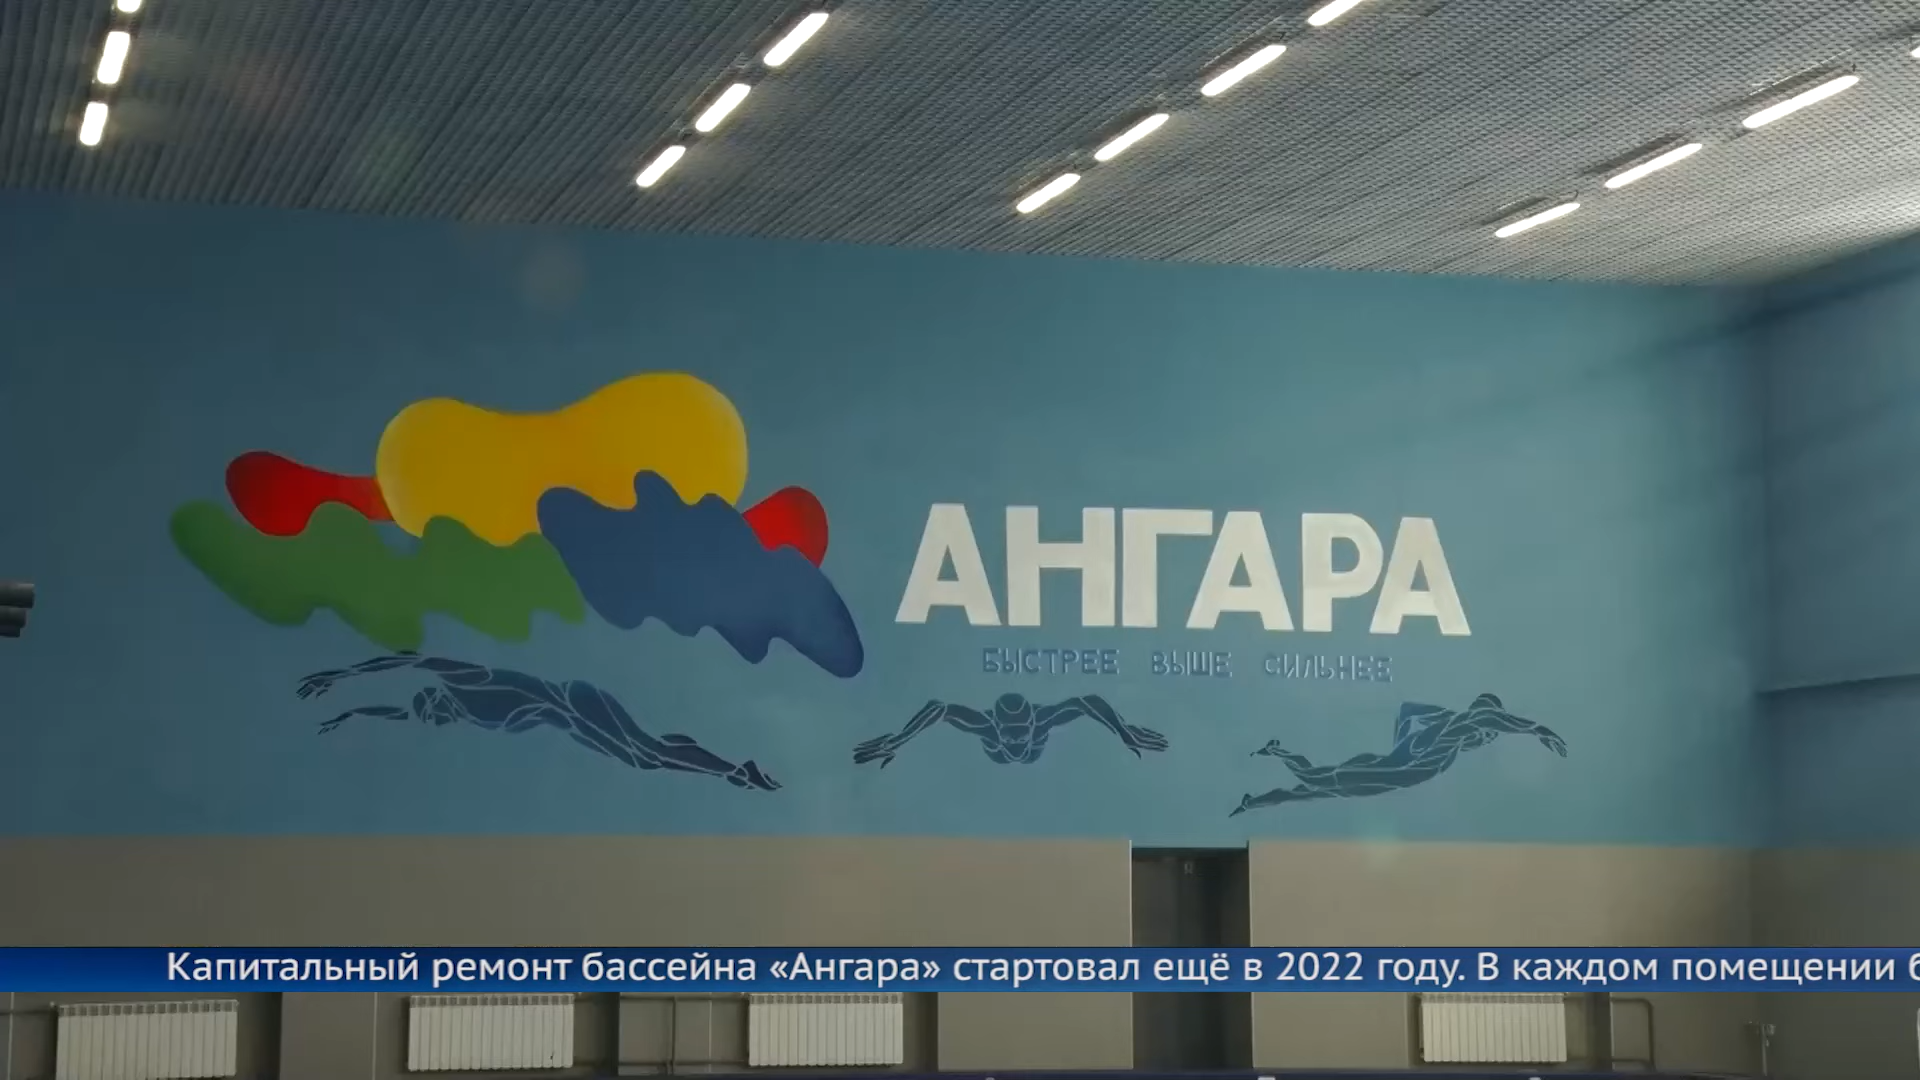 АНГАРА
БЫСТРЕЕ ВЫШЕ СИЛЬНЕЕ
Капитальный ремонт бассейна «Ангара» стартовал ещё в 2022 году. В каждом помещении